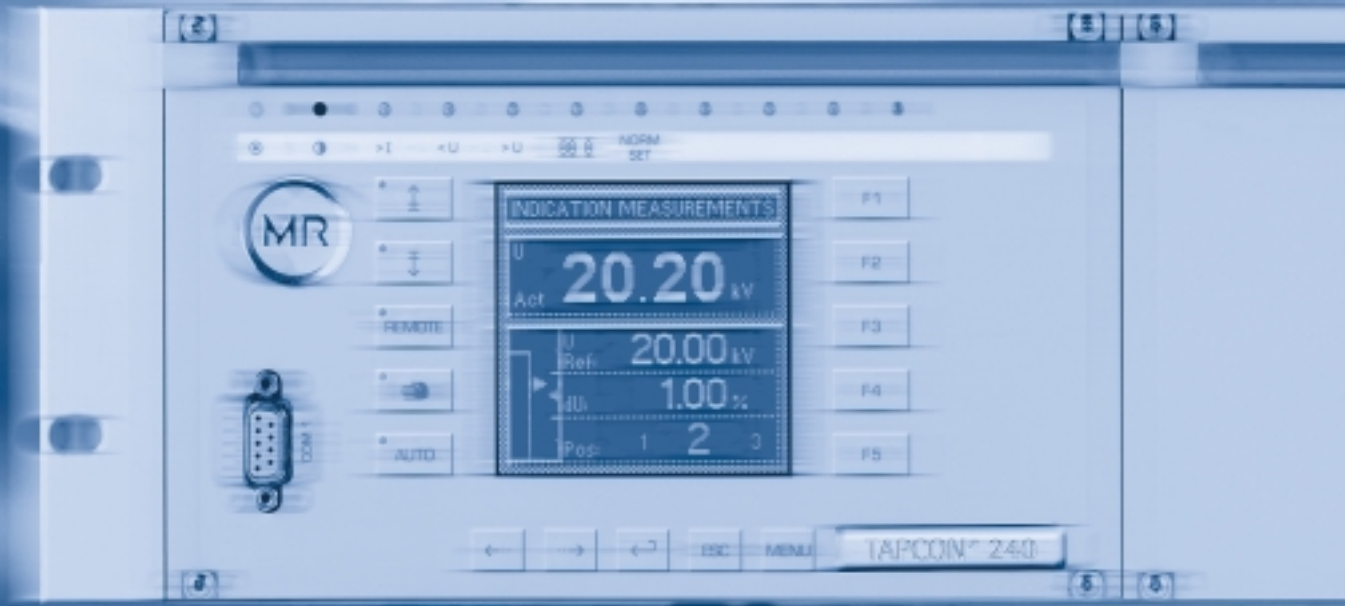 >I <U >U NORM
SET
MR
INDICATION MEASUREMENTS
U
Act 20.20 kV
U
Ref: 20.00 kV
dU: 1.00 %
Pos: 1 2 3
REMOTE
AUTO
F1
F2
F3
F4
F5
COM 1
ESC MENU
TAPCON® 240